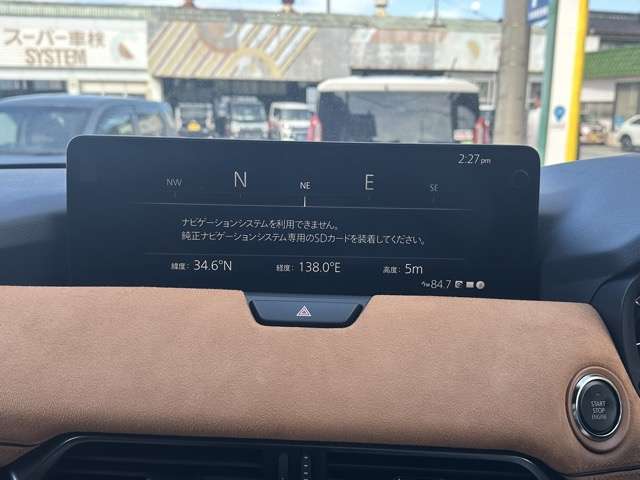 スーパー車検
SYSTEM
2:27pm
NW N NE E SE
ナビゲーションシステムを利用できません。
純正ナビゲーションシステム専用のSDカードを装着してください。
緯度: 34.6°N 経度: 138.0°E 高度: 5m
84.7
START
STOP
ENGINE